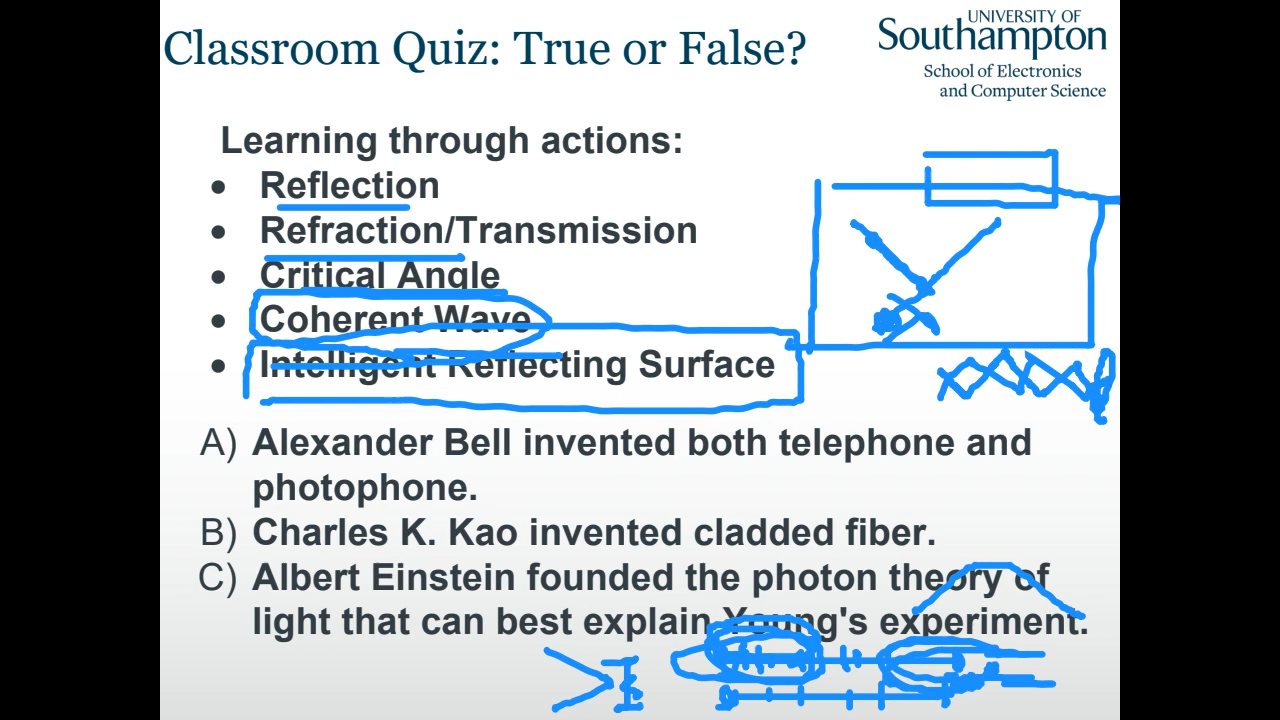 Classroom Quiz: True or False?
UNIVERSITY OF
Southampton
School of Electronics
and Computer Science
Learning through actions:
• Reflection
• Refraction/Transmission
• Critical Angle
• Coherent Wave
• Intelligent Reflecting Surface
A) Alexander Bell invented both telephone and
photophone.
B) Charles K. Kao invented cladded fiber.
C) Albert Einstein founded the photon theory of
light that can best explain Young's experiment.